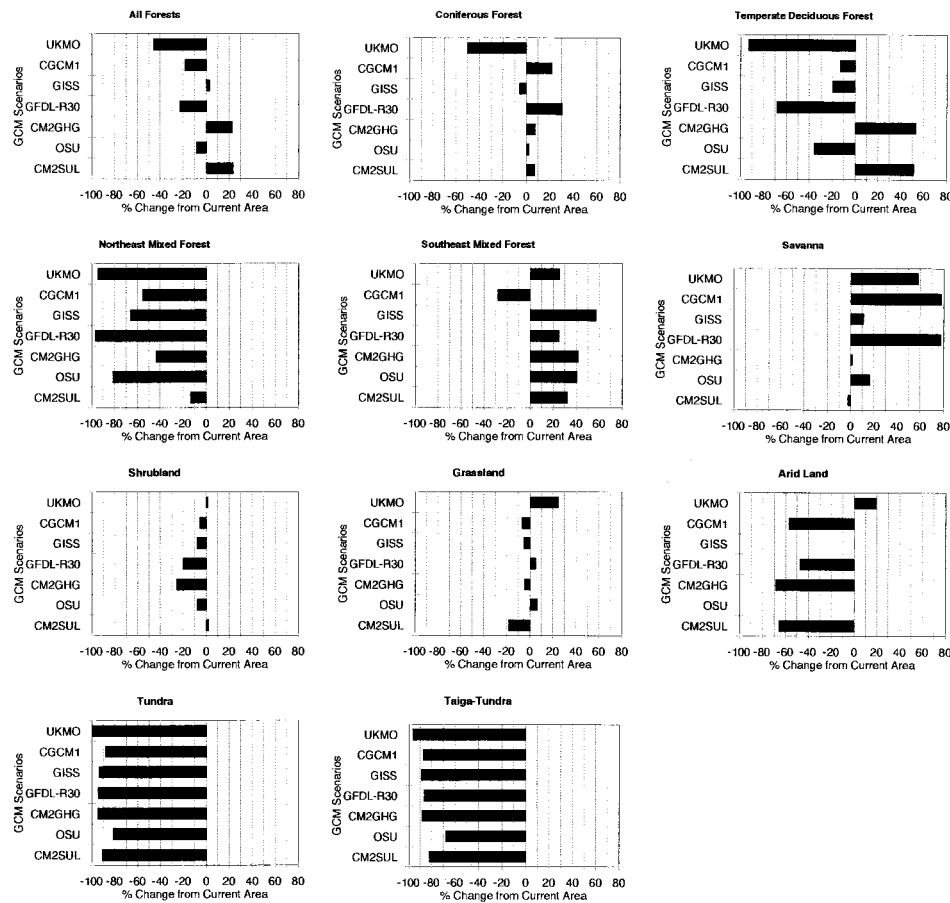 All Forests
GCM Scenarios
UKMO
CGCM1
GISS
GFDL-R30
CM2GHG
OSU
CM2SUL
-100 -80 -60 -40 -20 0 20 40 60 80
% Change from Current Area
Coniferous Forest
GCM Scenarios
UKMO
CGCM1
GISS
GFDL-R30
CM2GHG
OSU
CM2SUL
-100 -80 -60 -40 -20 0 20 40 60 80
% Change from Current Area
Temperate Deciduous Forest
GCM Scenarios
UKMO
CGCM1
GISS
GFDL-R30
CM2GHG
OSU
CM2SUL
-100 -80 -60 -40 -20 0 20 40 60 80
% Change from Current Area
Northeast Mixed Forest
GCM Scenarios
UKMO
CGCM1
GISS
GFDL-R30
CM2GHG
OSU
CM2SUL
-100 -80 -60 -40 -20 0 20 40 60 80
% Change from Current Area
Southeast Mixed Forest
GCM Scenarios
UKMO
CGCM1
GISS
GFDL-R30
CM2GHG
OSU
CM2SUL
-100 -80 -60 -40 -20 0 20 40 60 80
% Change from Current Area
Savanna
GCM Scenarios
UKMO
CGCM1
GISS
GFDL-R30
CM2GHG
OSU
CM2SUL
-100 -80 -60 -40 -20 0 20 40 60 80
% Change from Current Area
Shrubland
GCM Scenarios
UKMO
CGCM1
GISS
GFDL-R30
CM2GHG
OSU
CM2SUL
-100 -80 -60 -40 -20 0 20 40 60 80
% Change from Current Area
Grassland
GCM Scenarios
UKMO
CGCM1
GISS
GFDL-R30
CM2GHG
OSU
CM2SUL
-100 -80 -60 -40 -20 0 20 40 60 80
% Change from Current Area
Arid Land
GCM Scenarios
UKMO
CGCM1
GISS
GFDL-R30
CM2GHG
OSU
CM2SUL
-100 -80 -60 -40 -20 0 20 40 60 80
% Change from Current Area
Tundra
GCM Scenarios
UKMO
CGCM1
GISS
GFDL-R30
CM2GHG
OSU
CM2SUL
-100 -80 -60 -40 -20 0 20 40 60 80
% Change from Current Area
Taiga-Tundra
GCM Scenarios
UKMO
CGCM1
GISS
GFDL-R30
CM2GHG
OSU
CM2SUL
-100 -80 -60 -40 -20 0 20 40 60 80
% Change from Current Area